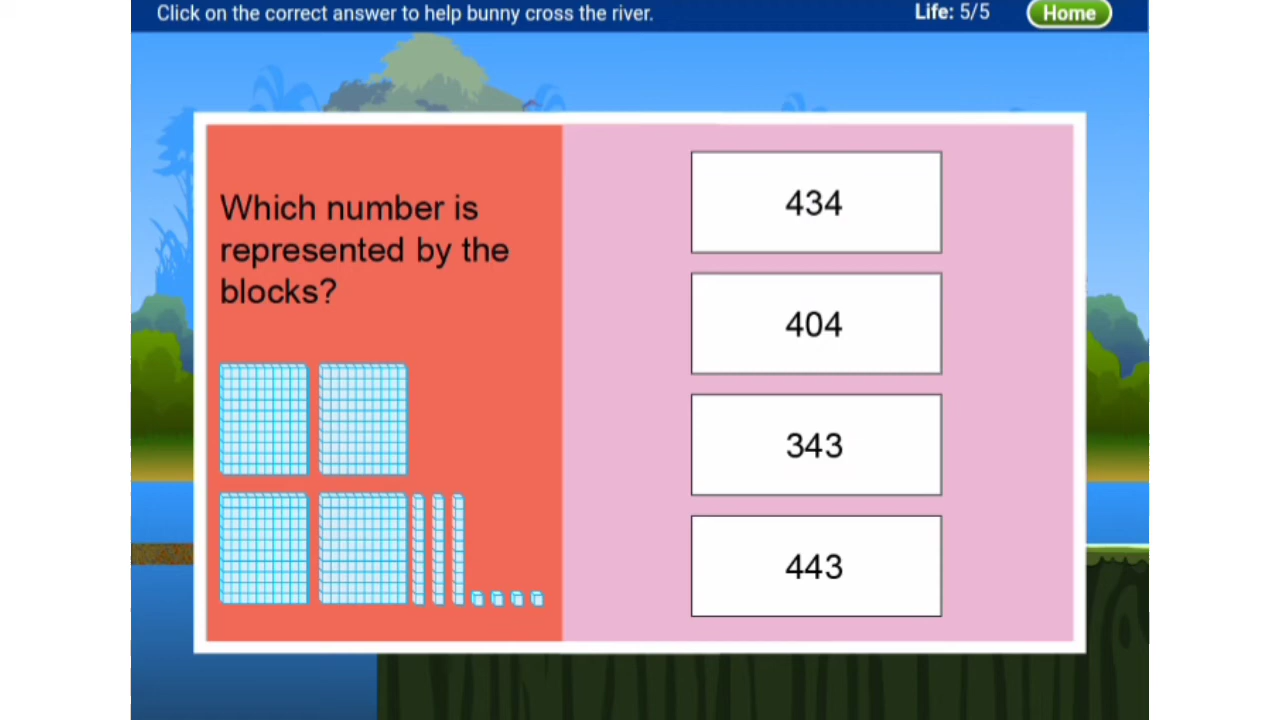 Click on the correct answer to help bunny cross the river.
Life: 5/5
Home
Which number is
represented by the
blocks?
434
404
343
443